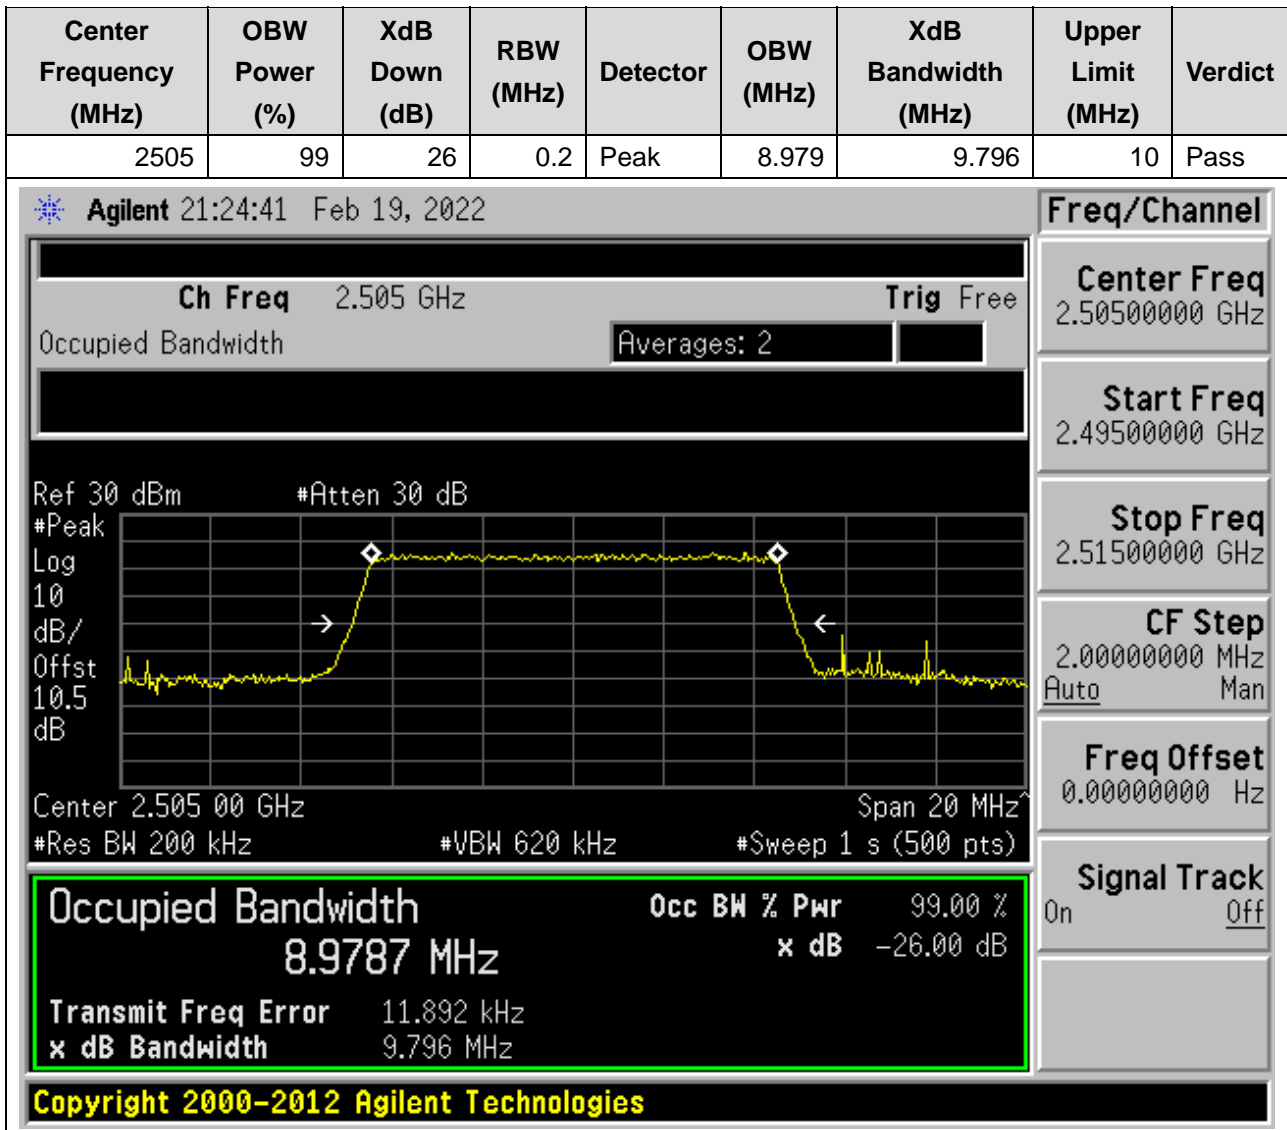 Center Frequency (MHz) OBW Power (%) XdB Down (dB) RBW (MHz) Detector OBW (MHz) XdB Bandwidth (MHz) Upper Limit (MHz) Verdict
2505 99 26 0.2 Peak 8.979 9.796 10 Pass
Agilent 21:24:41 Feb 19, 2022
Freq/Channel
Ch Freq 2.505 GHz Trig Free
Occupied Bandwidth Averages: 2
Center Freq
2.50500000 GHz
Start Freq
2.49500000 GHz
Stop Freq
2.51500000 GHz
CF Step
2.00000000 MHz
Auto Man
Freq Offset
0.00000000 Hz
Signal Track
On Off
Ref 30 dBm #Atten 30 dB
#Peak
Log
10
dB/
Offst
10.5
dB
Center 2.505 00 GHz Span 20 MHz^
#Res BW 200 kHz #VBW 620 kHz #Sweep 1 s (500 pts)
Occupied Bandwidth
8.9787 MHz
Occ BW % Pwr 99.00 %
x dB -26.00 dB
Transmit Freq Error 11.892 kHz
x dB Bandwidth 9.796 MHz
Copyright 2000-2012 Agilent Technologies